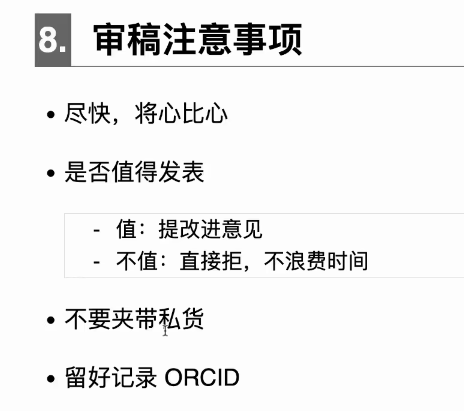 8. 审稿注意事项
• 尽快，将心比心
• 是否值得发表
- 值：提改进意见
- 不值：直接拒，不浪费时间
• 不要夹带私货
• 留好记录 ORCID